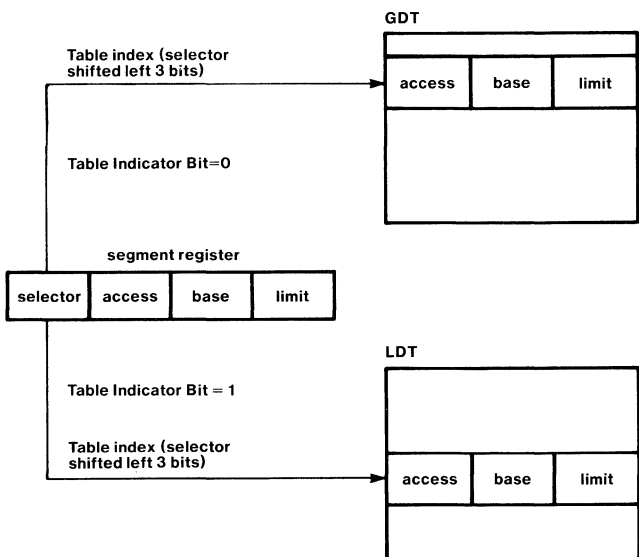 GDT
Table index (selector
shifted left 3 bits)
access base limit
Table Indicator Bit=0
segment register
selector access base limit
LDT
Table Indicator Bit = 1
Table index (selector
shifted left 3 bits)
access base limit